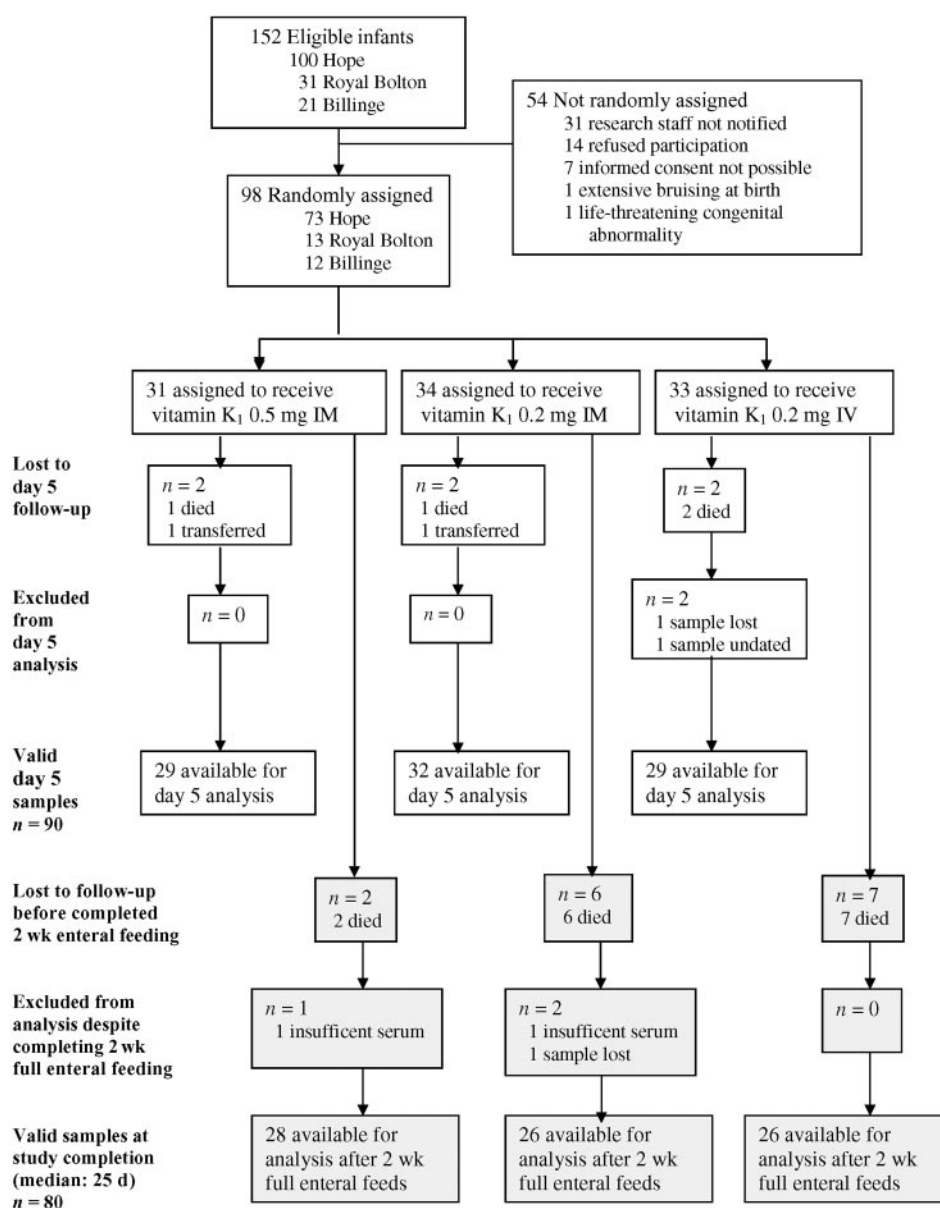 152 Eligible infants
100 Hope
31 Royal Bolton
21 Billinge
54 Not randomly assigned
31 research staff not notified
14 refused participation
7 informed consent not possible
1 extensive bruising at birth
1 life-threatening congenital
abnormality
98 Randomly assigned
73 Hope
13 Royal Bolton
12 Billinge
31 assigned to receive
vitamin K₁ 0.5 mg IM
34 assigned to receive
vitamin K₁ 0.2 mg IM
33 assigned to receive
vitamin K₁ 0.2 mg IV
Lost to
day 5
follow-up
n = 2
1 died
1 transferred
n = 2
1 died
1 transferred
n = 2
2 died
Excluded
from
day 5
analysis
n = 0
n = 0
n = 2
1 sample lost
1 sample undated
Valid
day 5
samples
n = 90
29 available for
day 5 analysis
32 available for
day 5 analysis
29 available for
day 5 analysis
Lost to follow-up
before completed
2 wk enteral feeding
n = 2
2 died
n = 6
6 died
n = 7
7 died
Excluded from
analysis despite
completing 2 wk
full enteral feeding
n = 1
1 insufficent serum
n = 2
1 insufficent serum
1 sample lost
n = 0
Valid samples at
study completion
(median: 25 d)
n = 80
28 available for
analysis after 2 wk
full enteral feeds
26 available for
analysis after 2 wk
full enteral feeds
26 available for
analysis after 2 wk
full enteral feeds